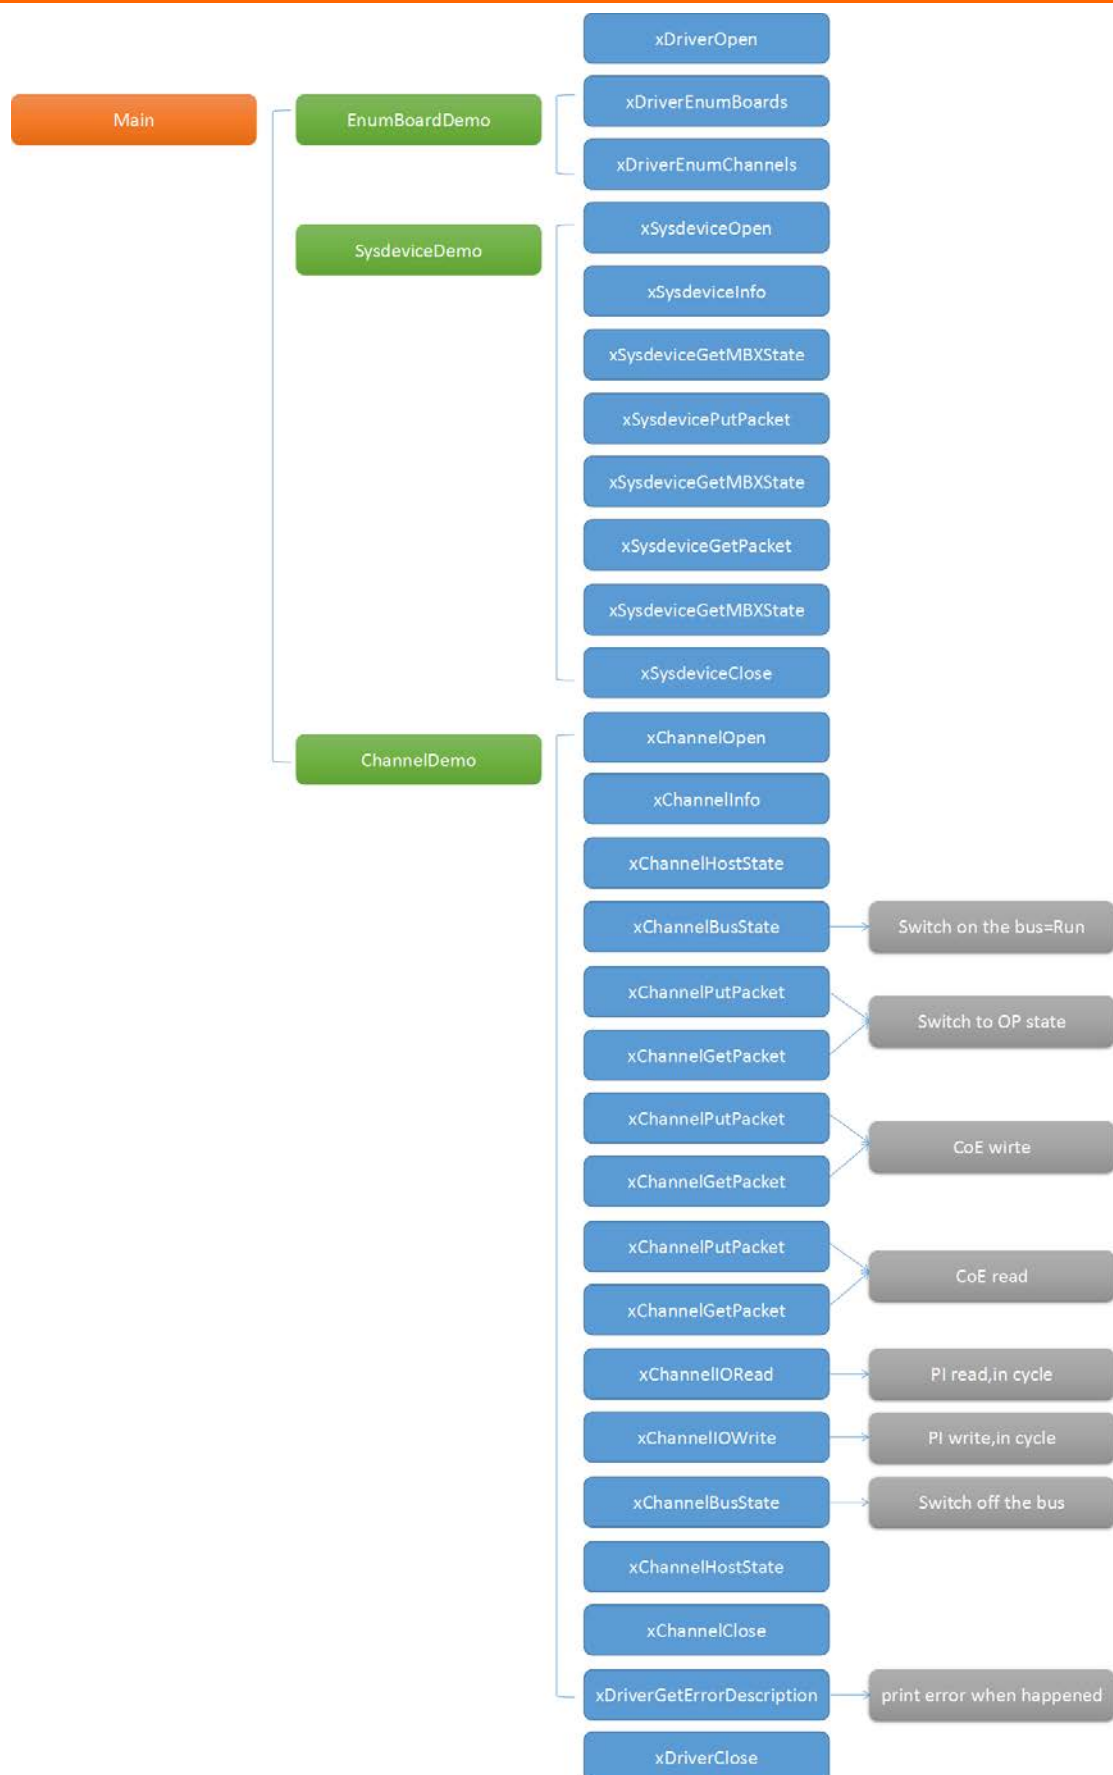 xDriverOpen
Main
EnumBoardDemo
xDriverEnumBoards
xDriverEnumChannels
SysdeviceDemo
xSysdeviceOpen
xSysdeviceInfo
xSysdeviceGetMBXState
xSysdevicePutPacket
xSysdeviceGetMBXState
xSysdeviceGetPacket
xSysdeviceGetMBXState
xSysdeviceClose
ChannelDemo
xChannelOpen
xChannelInfo
xChannelHostState
xChannelBusState
Switch on the bus=Run
xChannelPutPacket
xChannelGetPacket
Switch to OP state
xChannelPutPacket
xChannelGetPacket
CoE wirte
xChannelPutPacket
xChannelGetPacket
CoE read
xChannelIORead
PI read,in cycle
xChannelIOWrite
PI write,in cycle
xChannelBusState
Switch off the bus
xChannelHostState
xChannelClose
xDriverGetErrorDescription
print error when happened
xDriverClose